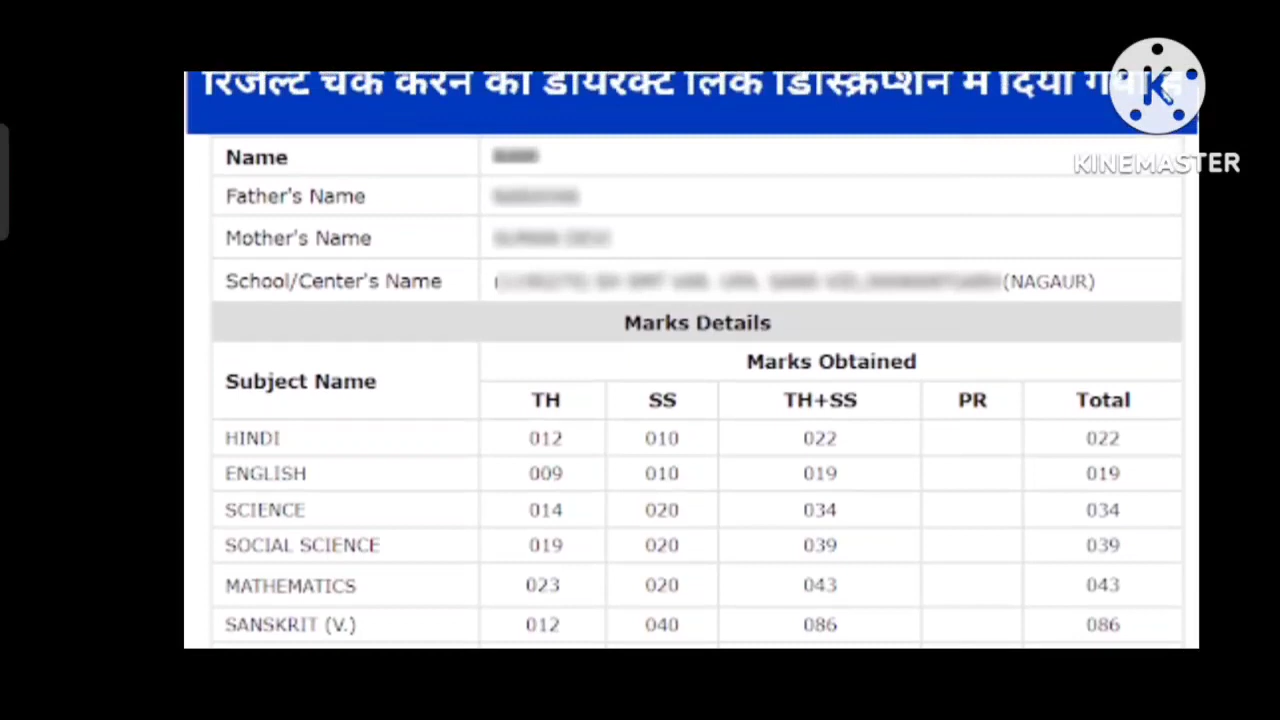 रिजल्ट चेक करने का डायरेक्ट लिंक डिस्क्रिप्शन में दिया गया है
KINEMASTER
Name
Father's Name
Mother's Name
School/Center's Name (NAGAUR)
Marks Details
Subject Name Marks Obtained
TH SS TH+SS PR Total
HINDI 012 010 022 022
ENGLISH 009 010 019 019
SCIENCE 014 020 034 034
SOCIAL SCIENCE 019 020 039 039
MATHEMATICS 023 020 043 043
SANSKRIT (V.) 012 040 086 086